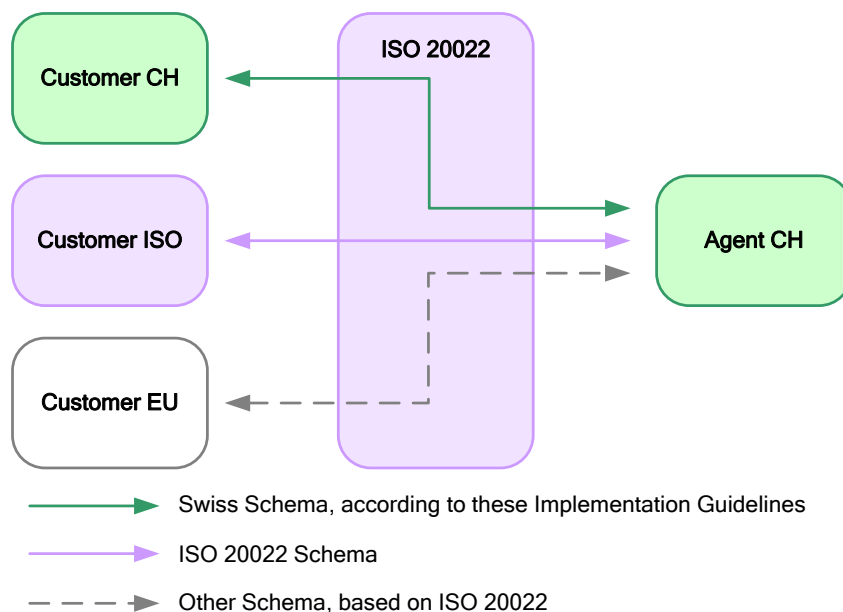 ISO 20022
Customer CH
Customer ISO
Agent CH
Customer EU
Swiss Schema, according to these Implementation Guidelines
ISO 20022 Schema
Other Schema, based on ISO 20022